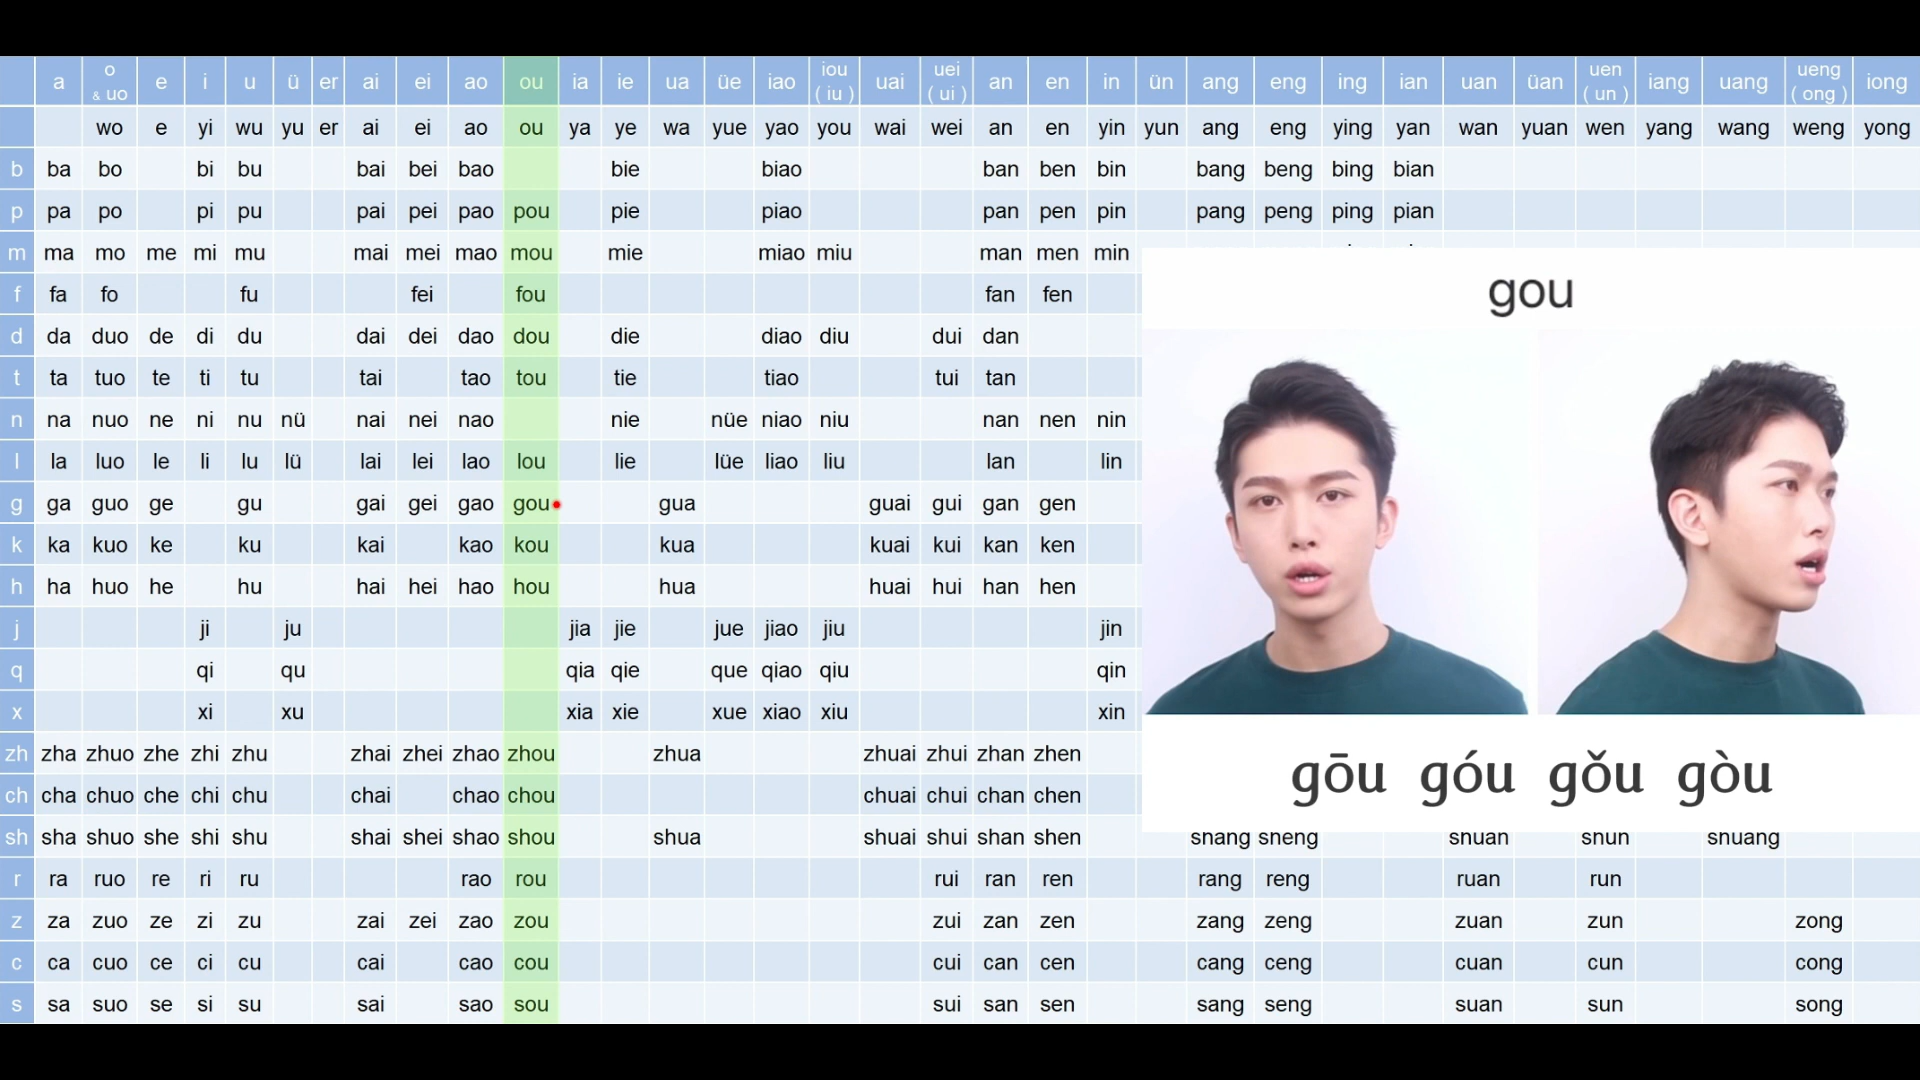 a o & uo e i u ü er ai ei ao ou ia ie ua üe iao iou ( iu ) uai uei ( ui ) an en in ün ang eng ing ian uan üan uen ( un ) iang uang ueng ( ong ) iong
wo e yi wu yu er ai ei ao ou ya ye wa yue yao you wai wei an en yin yun ang eng ying yan wan yuan wen yang wang weng yong
b ba bo bi bu bai bei bao bie biao ban ben bin bang beng bing bian
p pa po pi pu pai pei pao pou pie piao pan pen pin pang peng ping pian
m ma mo me mi mu mai mei mao mou mie miao miu man men min
f fa fo fu fei fou fan fen
d da duo de di du dai dei dao dou die diao diu dui dan
t ta tuo te ti tu tai tao tou tie tiao tui tan
n na nuo ne ni nu nü nai nei nao nie nüe niao niu nan nen nin
l la luo le li lu lü lai lei lao lou lie lüe liao liu lan lin
g ga guo ge gu gai gei gao gou gua guai gui gan gen
k ka kuo ke ku kai kao kou kua kuai kui kan ken
h ha huo he hu hai hei hao hou hua huai hui han hen
j ji ju jia jie jue jiao jiu jin
q qi qu qia qie que qiao qiu qin
x xi xu xia xie xue xiao xiu xin
zh zha zhuo zhe zhi zhu zhai zhei zhao zhou zhua zhuai zhui zhan zhen
ch cha chuo che chi chu chai chao chou chuai chui chan chen
sh sha shuo she shi shu shai shei shao shou shua shuai shui shan shen shang sheng shuan shun shuang
r ra ruo re ri ru rao rou rui ran ren rang reng ruan run
z za zuo ze zi zu zai zei zao zou zui zan zen zang zeng zuan zun zong
c ca cuo ce ci cu cai cao cou cui can cen cang ceng cuan cun cong
s sa suo se si su sai sao sou sui san sen sang seng suan sun song
gou
gōu góu gǒu gòu